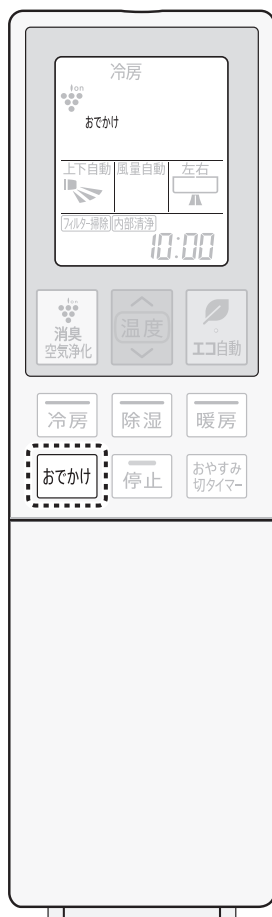 冷房
Ion
おでかけ
上下自動 風量自動 左右
フィルター掃除 内部清浄
10:00
Ion
消臭
空気浄化
温度
エコ自動
冷房 除湿 暖房
おでかけ 停止 おやすみ
切タイマー